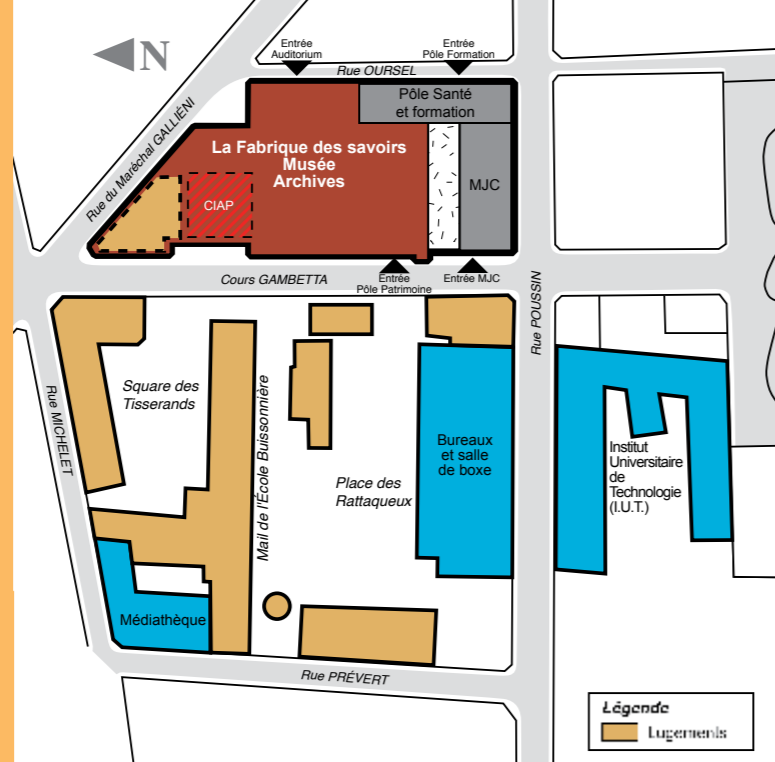 N
Entrée
Auditorium
Entrée
Pôle Formation
Rue OURSEL
Rue du Maréchal GALLIÉNI
Pôle Santé
et formation
La Fabrique des savoirs
Musée
Archives
CIAP
MJC
Cours GAMBETTA
Entrée
Pôle Patrimoine
Entrée MJC
Rue POUSSIN
Rue MICHELET
Square des
Tisserands
Mail de l'École Buissonnière
Place des
Rattaqueux
Bureaux
et salle
de boxe
Institut
Universitaire
de
Technologie
(I.U.T.)
Médiathèque
Rue PRÉVERT
Légende
Lugements